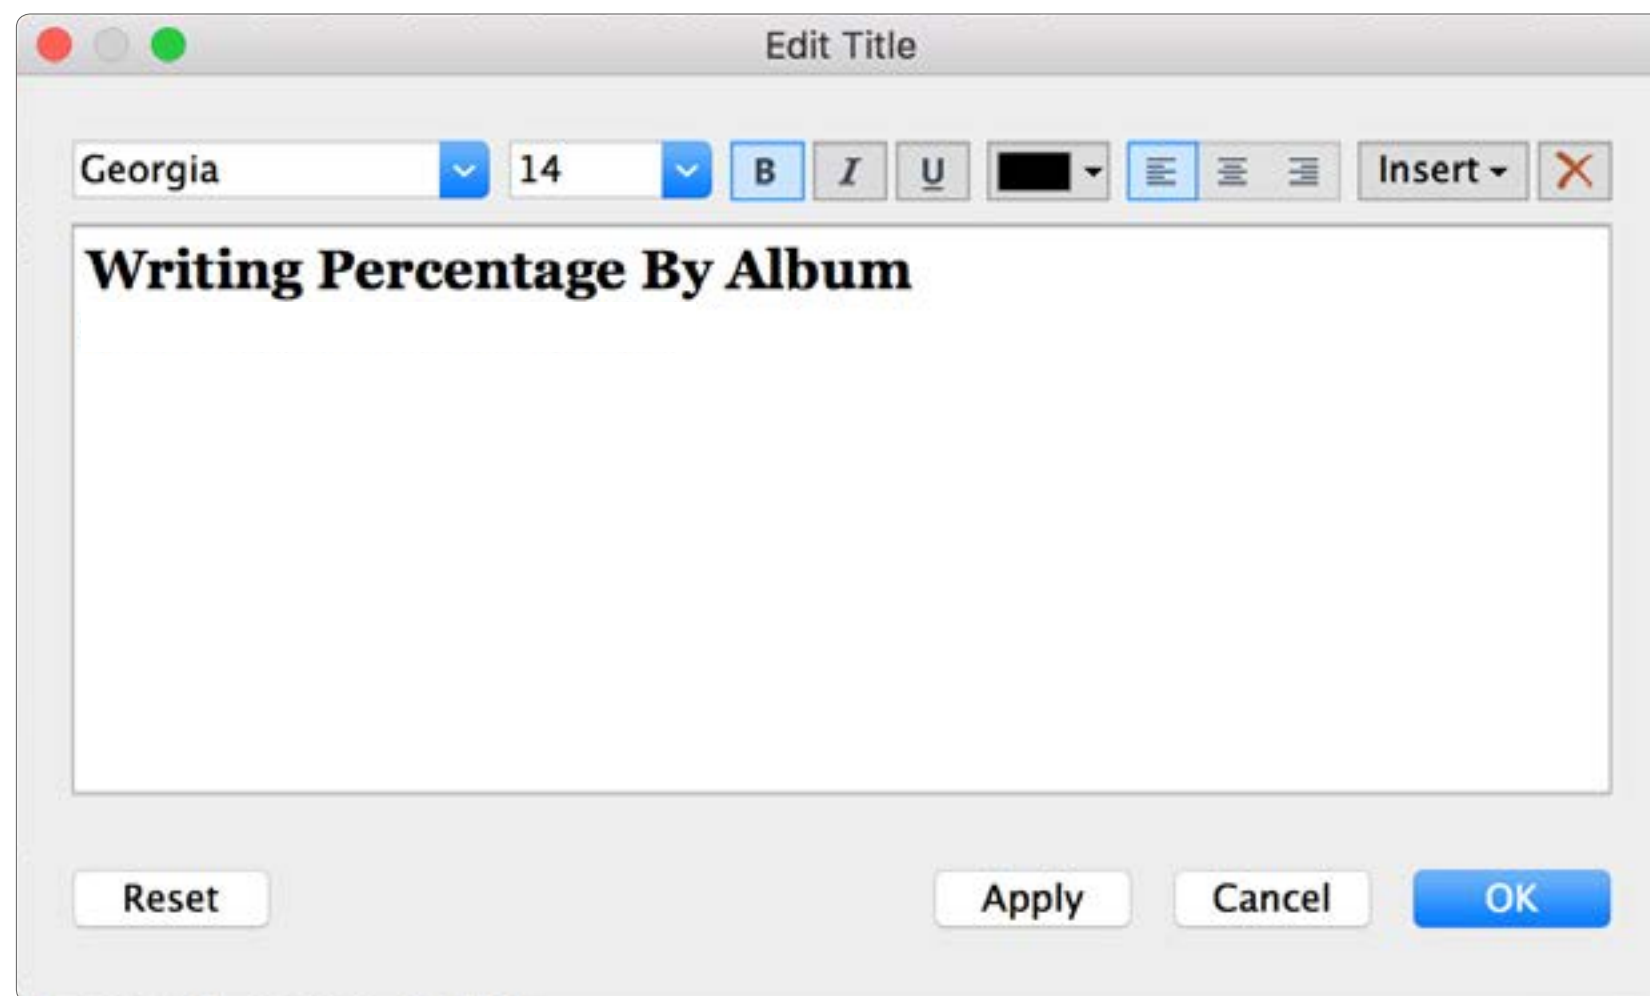 Edit Title
Georgia 14 B I U Insert
Writing Percentage By Album
Reset Apply Cancel OK